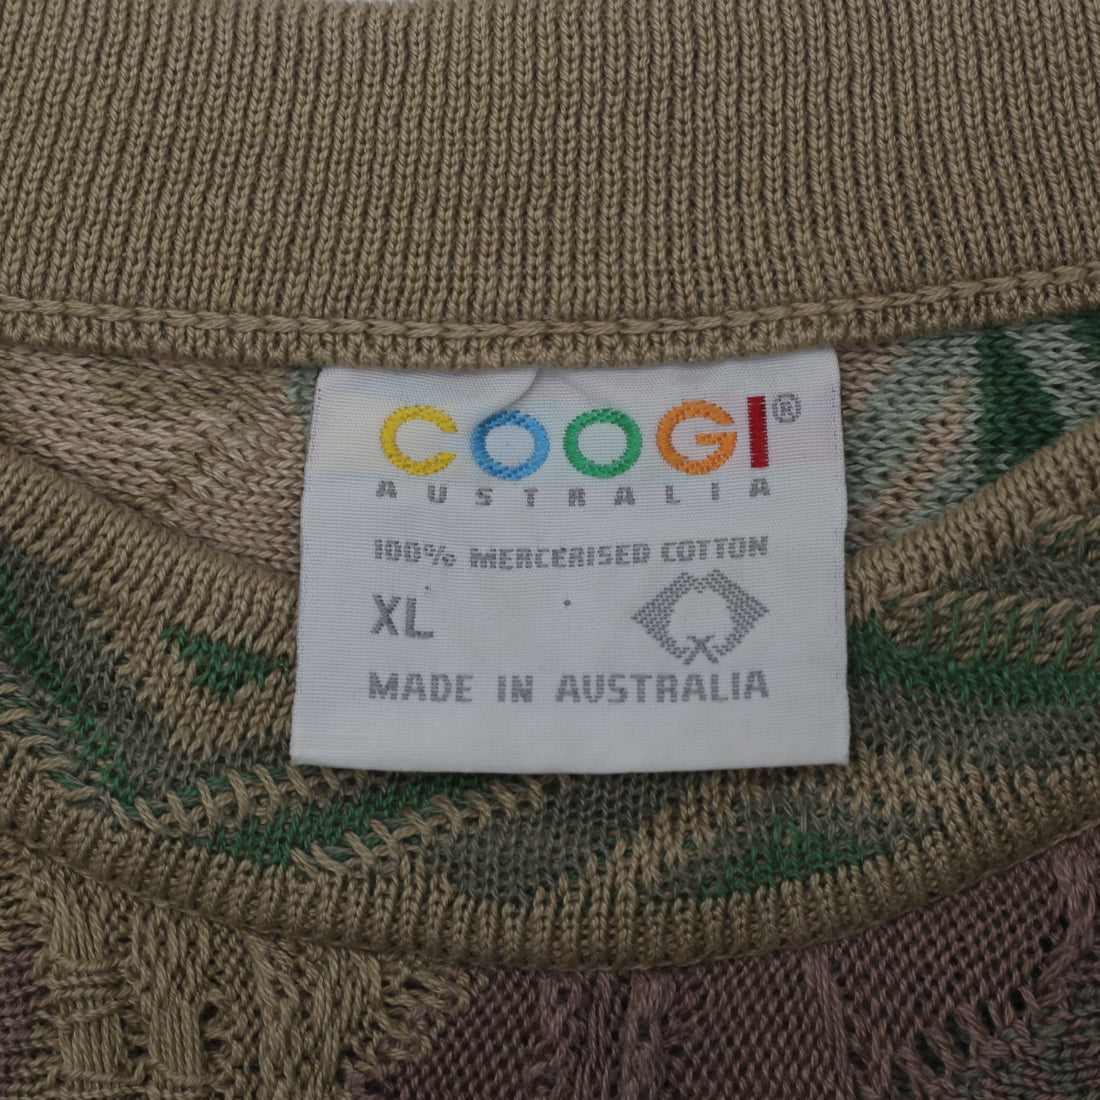 COOGI®
AUSTRALIA
100% MERCERISED COTTON
XL
MADE IN AUSTRALIA